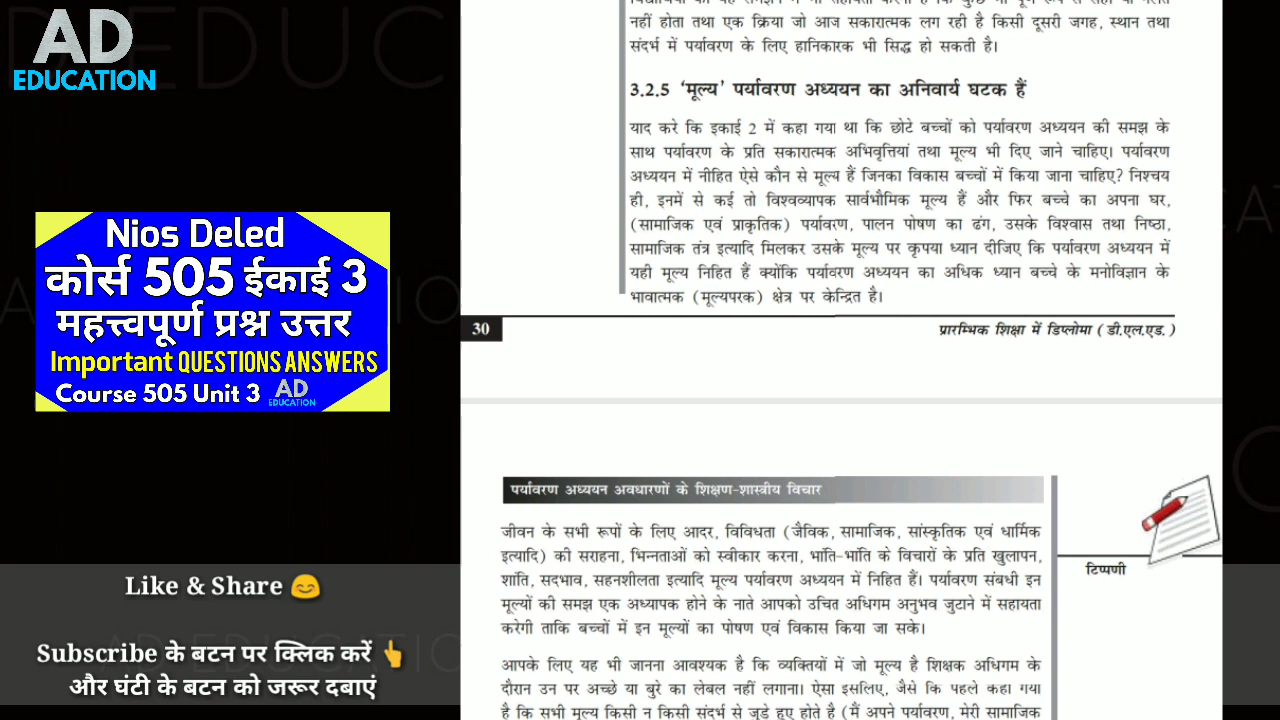 AD
EDUCATION
Nios Deled
कोर्स 505 ईकाई 3
महत्त्वपूर्ण प्रश्न उत्तर
Important QUESTIONS ANSWERS
Course 505 Unit 3 AD
EDUCATION
Like & Share
Subscribe के बटन पर क्लिक करें
और घंटी के बटन को जरूर दबाएं
नहीं होता तथा एक क्रिया जो आज सकारात्मक लग रही है किसी दूसरी जगह, स्थान तथा
संदर्भ में पर्यावरण के लिए हानिकारक भी सिद्ध हो सकती है।
3.2.5 ‘मूल्य’ पर्यावरण अध्ययन का अनिवार्य घटक हैं
याद करे कि इकाई 2 में कहा गया था कि छोटे बच्चों को पर्यावरण अध्ययन की समझ के
साथ पर्यावरण के प्रति सकारात्मक अभिवृत्तियां तथा मूल्य भी दिए जाने चाहिए। पर्यावरण
अध्ययन में नीहित ऐसे कौन से मूल्य हैं जिनका विकास बच्चों में किया जाना चाहिए? निश्चय
ही, इनमें से कई तो विश्वव्यापक सार्वभौमिक मूल्य हैं और फिर बच्चे का अपना घर,
(सामाजिक एवं प्राकृतिक) पर्यावरण, पालन पोषण का ढंग, उसके विश्वास तथा निष्ठा,
सामाजिक तंत्र इत्यादि मिलकर उसके मूल्य पर कृपया ध्यान दीजिए कि पर्यावरण अध्ययन में
यही मूल्य निहित हैं क्योंकि पर्यावरण अध्ययन का अधिक ध्यान बच्चे के मनोविज्ञान के
भावात्मक (मूल्यपरक) क्षेत्र पर केन्द्रित है।
30
प्रारम्भिक शिक्षा में डिप्लोमा (डी.एल.एड.)
पर्यावरण अध्ययन अवधारणों के शिक्षण-शास्त्रीय विचार
जीवन के सभी रूपों के लिए आदर, विविधता (जैविक, सामाजिक, सांस्कृतिक एवं धार्मिक
इत्यादि) की सराहना, भिन्नताओं को स्वीकार करना, भांति-भांति के विचारों के प्रति खुलापन,
शांति, सदभाव, सहनशीलता इत्यादि मूल्य पर्यावरण अध्ययन में निहित हैं। पर्यावरण संबधी इन
मूल्यों की समझ एक अध्यापक होने के नाते आपको उचित अधिगम अनुभव जुटाने में सहायता
करेगी ताकि बच्चों में इन मूल्यों का पोषण एवं विकास किया जा सके।
टिप्पणी
आपके लिए यह भी जानना आवश्यक है कि व्यक्तियों में जो मूल्य है शिक्षक अधिगम के
दौरान उन पर अच्छे या बुरे का लेबल नहीं लगाना। ऐसा इसलिए, जैसे कि पहले कहा गया
है कि सभी मूल्य किसी न किसी संदर्भ से जुडे हुए होते है (मैं अपने पर्यावरण, मेरी सामाजिक